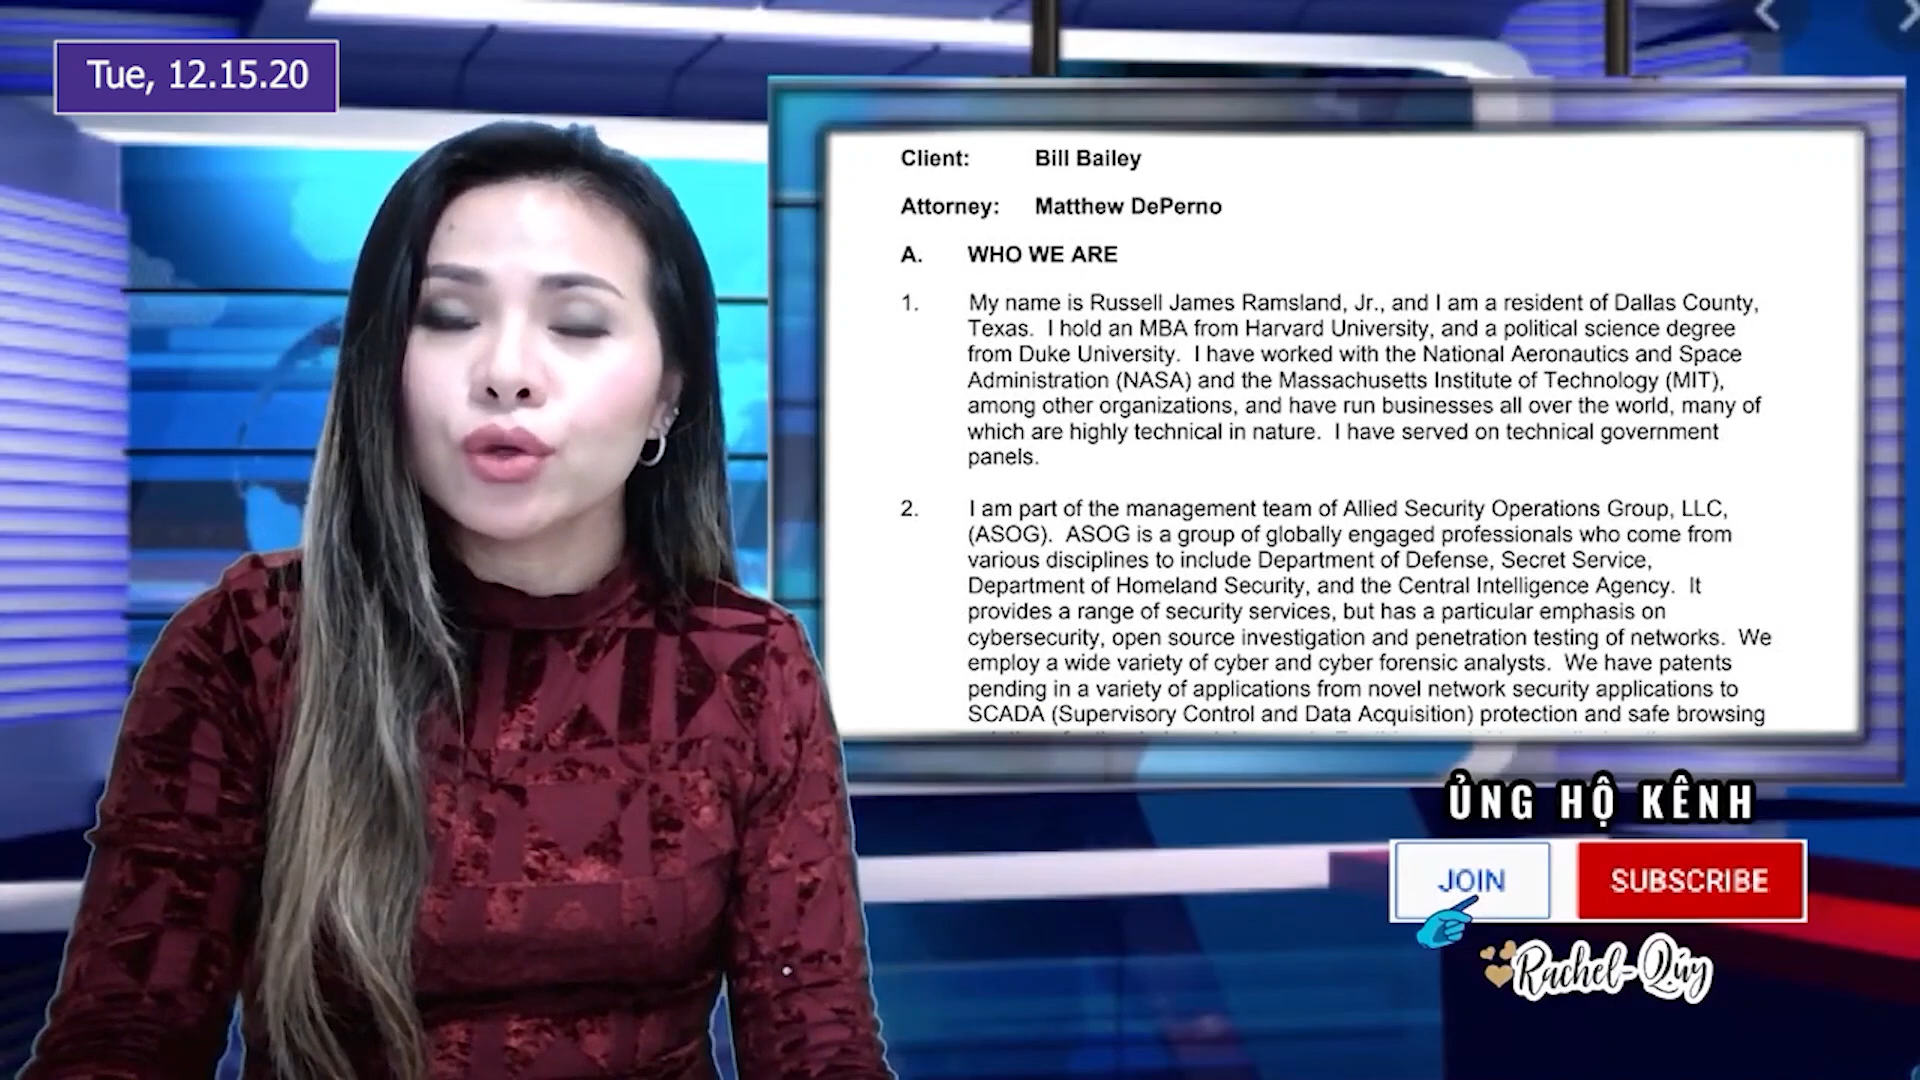 Tue, 12.15.20
Client: Bill Bailey
Attorney: Matthew DePerno
A. WHO WE ARE
1. My name is Russell James Ramsland, Jr., and I am a resident of Dallas County,
Texas. I hold an MBA from Harvard University, and a political science degree
from Duke University. I have worked with the National Aeronautics and Space
Administration (NASA) and the Massachusetts Institute of Technology (MIT),
among other organizations, and have run businesses all over the world, many of
which are highly technical in nature. I have served on technical government
panels.
2. I am part of the management team of Allied Security Operations Group, LLC,
(ASOG). ASOG is a group of globally engaged professionals who come from
various disciplines to include Department of Defense, Secret Service,
Department of Homeland Security, and the Central Intelligence Agency. It
provides a range of security services, but has a particular emphasis on
cybersecurity, open source investigation and penetration testing of networks. We
employ a wide variety of cyber and cyber forensic analysts. We have patents
pending in a variety of applications from novel network security applications to
SCADA (Supervisory Control and Data Acquisition) protection and safe browsing
ỦNG HỘ KÊNH
JOIN SUBSCRIBE
Rachel-Qúy